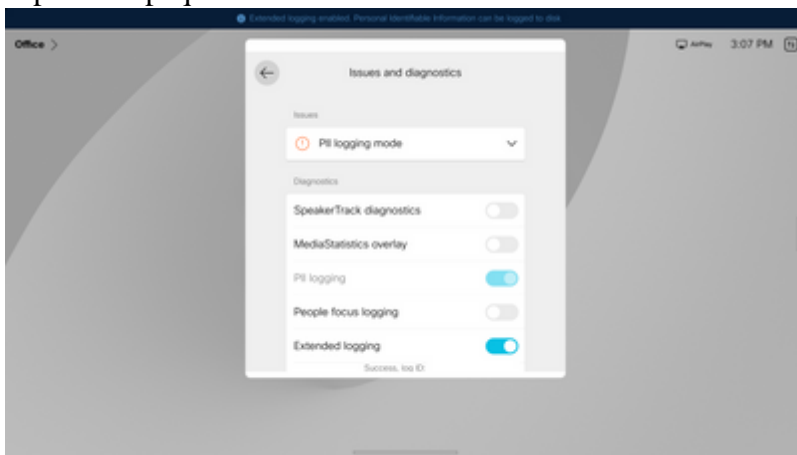 Extended logging enabled. Personal Identifiable Information can be logged to disk
Office
AirPlay 3:07 PM
Issues and diagnostics
Issues
PII logging mode
Diagnostics
SpeakerTrack diagnostics
MediaStatistics overlay
PII logging
People focus logging
Extended logging
Success, log ID: